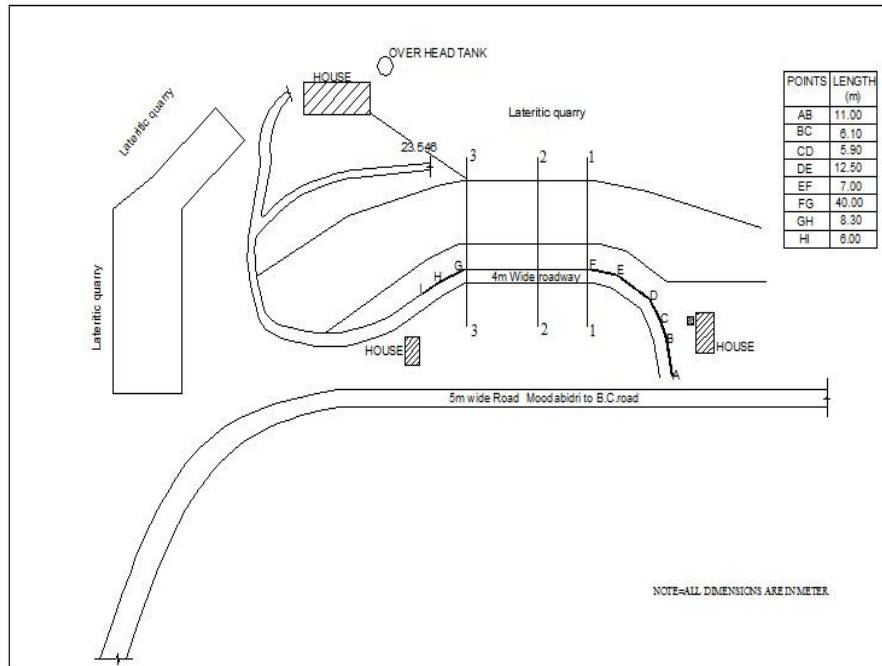 OVER HEAD TANK
HOUSE
Lateritic quarry
Lateritic quarry
23.546
3
2
1
POINTS LENGTH
(m)
AB 11.00
BC 6.10
CD 5.90
DE 12.50
EF 7.00
FG 40.00
GH 8.30
HI 6.00
Lateritic quarry
G
H
I
4m Wide roadway
F
E
D
C
B
A
3
2
1
HOUSE
HOUSE
5m wide Road Moodabidri to B.C.road
NOTE=ALL DIMENSIONS ARE IN METER